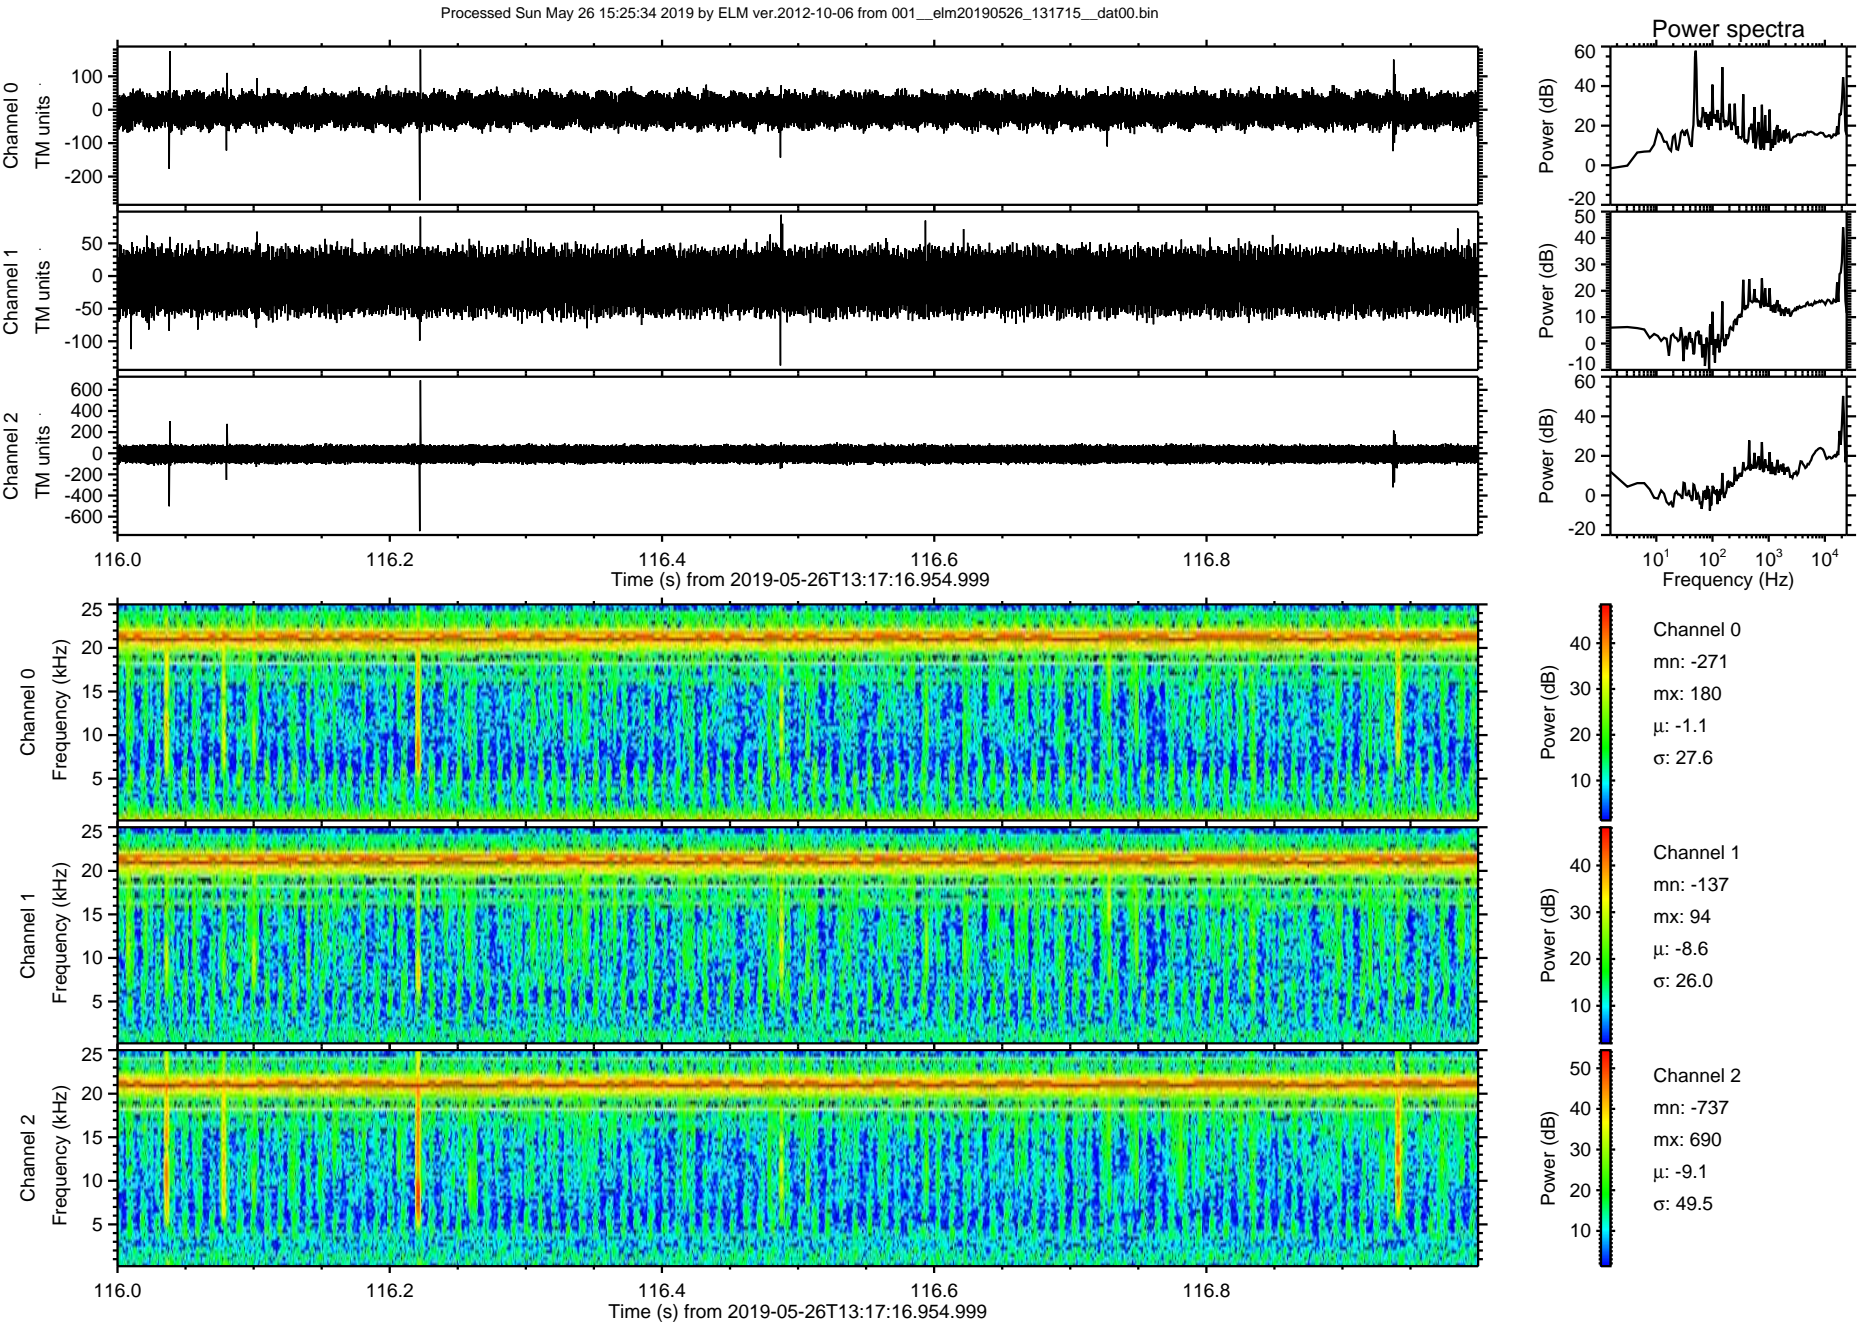 Processed Sun May 26 15:25:34 2019 by ELM ver.2012-10-06 from 001__elm20190526_131715__dat00.bin
Power spectra
Channel 0
TM units
100
0
-100
-200
Power (dB)
60
40
20
0
-20
Channel 1
TM units
50
0
-50
-100
Power (dB)
50
40
30
20
10
0
-10
Channel 2
TM units
600
400
200
0
-200
-400
-600
Power (dB)
60
40
20
0
-20
116.0 116.2 116.4 116.6 116.8
Time (s) from 2019-05-26T13:17:16.954.999
10¹ 10² 10³ 10⁴
Frequency (Hz)
Channel 0
Frequency (kHz)
25
20
15
10
5
Power (dB)
40
30
20
10
Channel 0
mn: -271
mx: 180
μ: -1.1
σ: 27.6
Channel 1
Frequency (kHz)
25
20
15
10
5
Power (dB)
40
30
20
10
Channel 1
mn: -137
mx: 94
μ: -8.6
σ: 26.0
Channel 2
Frequency (kHz)
25
20
15
10
5
Power (dB)
50
40
30
20
10
Channel 2
mn: -737
mx: 690
μ: -9.1
σ: 49.5
116.0 116.2 116.4 116.6 116.8
Time (s) from 2019-05-26T13:17:16.954.999